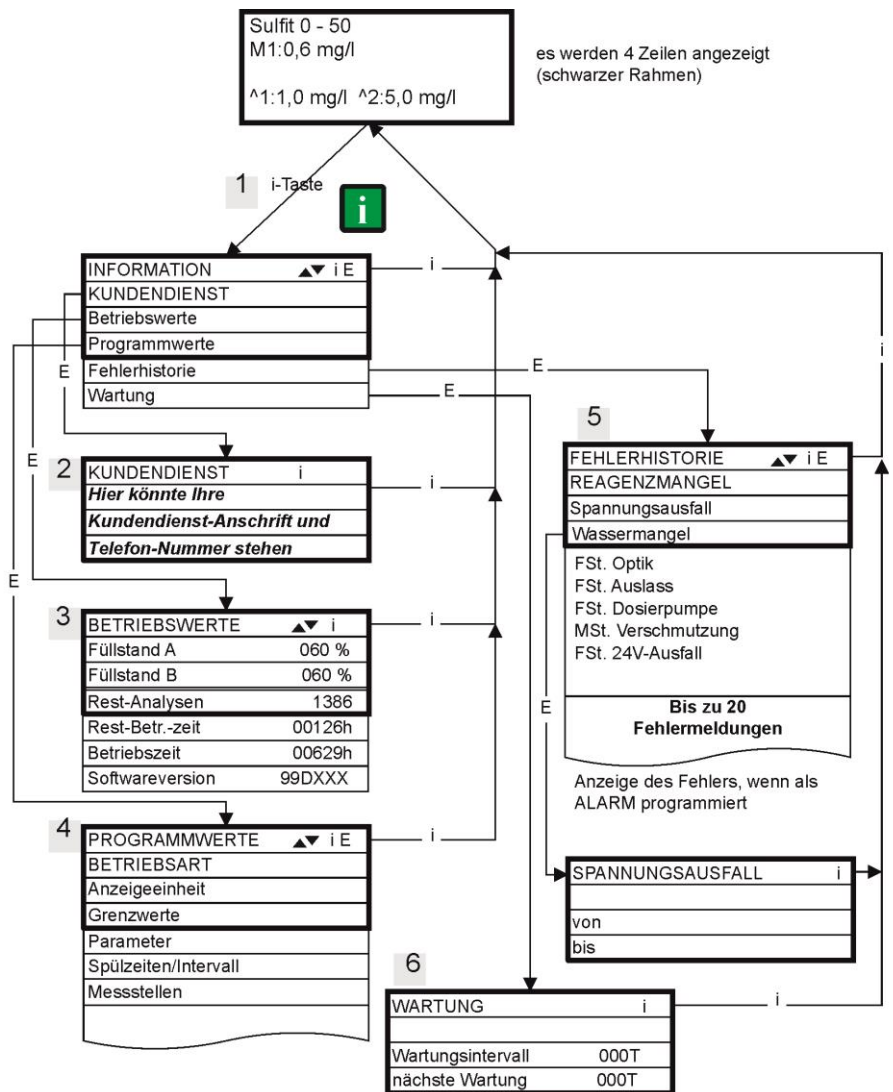 Sulfit 0 - 50
M1:0,6 mg/l
^1:1,0 mg/l ^2:5,0 mg/l
es werden 4 Zeilen angezeigt
(schwarzer Rahmen)
1 i-Taste
i
INFORMATION ▲▼ i E
KUNDENDIENST
Betriebswerte
Programmwerte
Fehlerhistorie
Wartung
i
E
E
E
E
E
i
2
KUNDENDIENST i
Hier könnte Ihre
Kundendienst-Anschrift und
Telefon-Nummer stehen
i
3
BETRIEBSWERTE ▲▼ i
Füllstand A 060 %
Füllstand B 060 %
Rest-Analysen 1386
Rest-Betr.-zeit 00126h
Betriebszeit 00629h
Softwareversion 99DXXX
i
4
PROGRAMMWERTE ▲▼ i E
BETRIEBSART
Anzeigeeinheit
Grenzwerte
Parameter
Spülzeiten/Intervall
Messstellen
i
5
FEHLERHISTORIE ▲▼ i E
REAGENZMANGEL
Spannungsausfall
Wassermangel
FSt. Optik
FSt. Auslass
FSt. Dosierpumpe
MSt. Verschmutzung
FSt. 24V-Ausfall
Bis zu 20
Fehlermeldungen
E
Anzeige des Fehlers, wenn als
ALARM programmiert
SPANNUNGSAUSFALL i
von
bis
6
WARTUNG i
Wartungsintervall 000T
nächste Wartung 000T
i